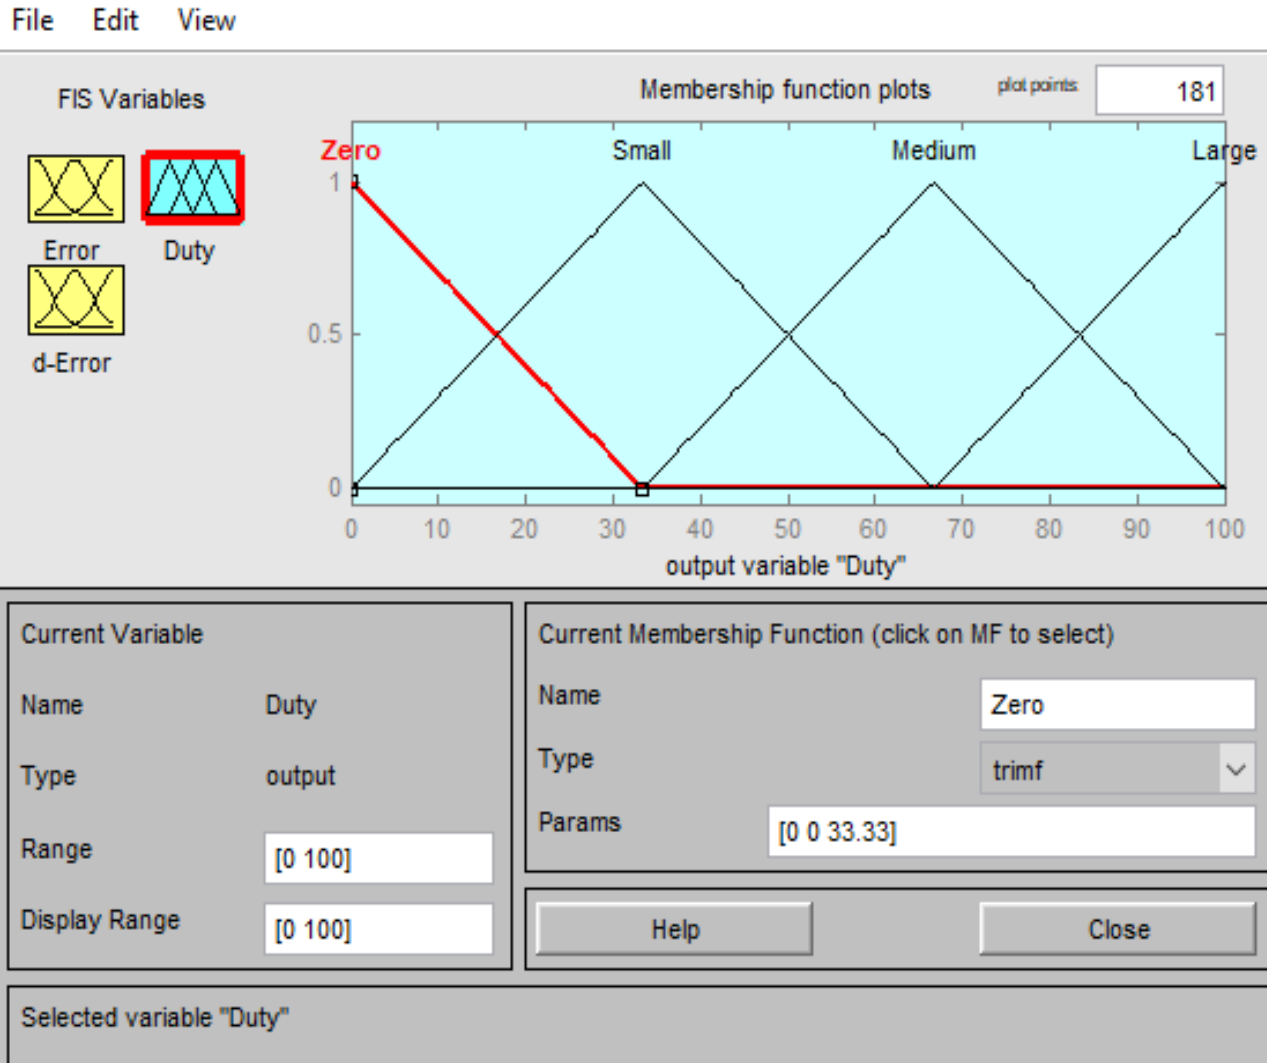 File Edit View
FIS Variables
Membership function plots
plot points:
181
Error
Duty
d-Error
Zero
Small
Medium
Large
1
0.5
0
0 10 20 30 40 50 60 70 80 90 100
output variable "Duty"
Current Variable
Name Duty
Type output
Range [0 100]
Display Range [0 100]
Current Membership Function (click on MF to select)
Name Zero
Type trimf
Params [0 0 33.33]
Help
Close
Selected variable "Duty"